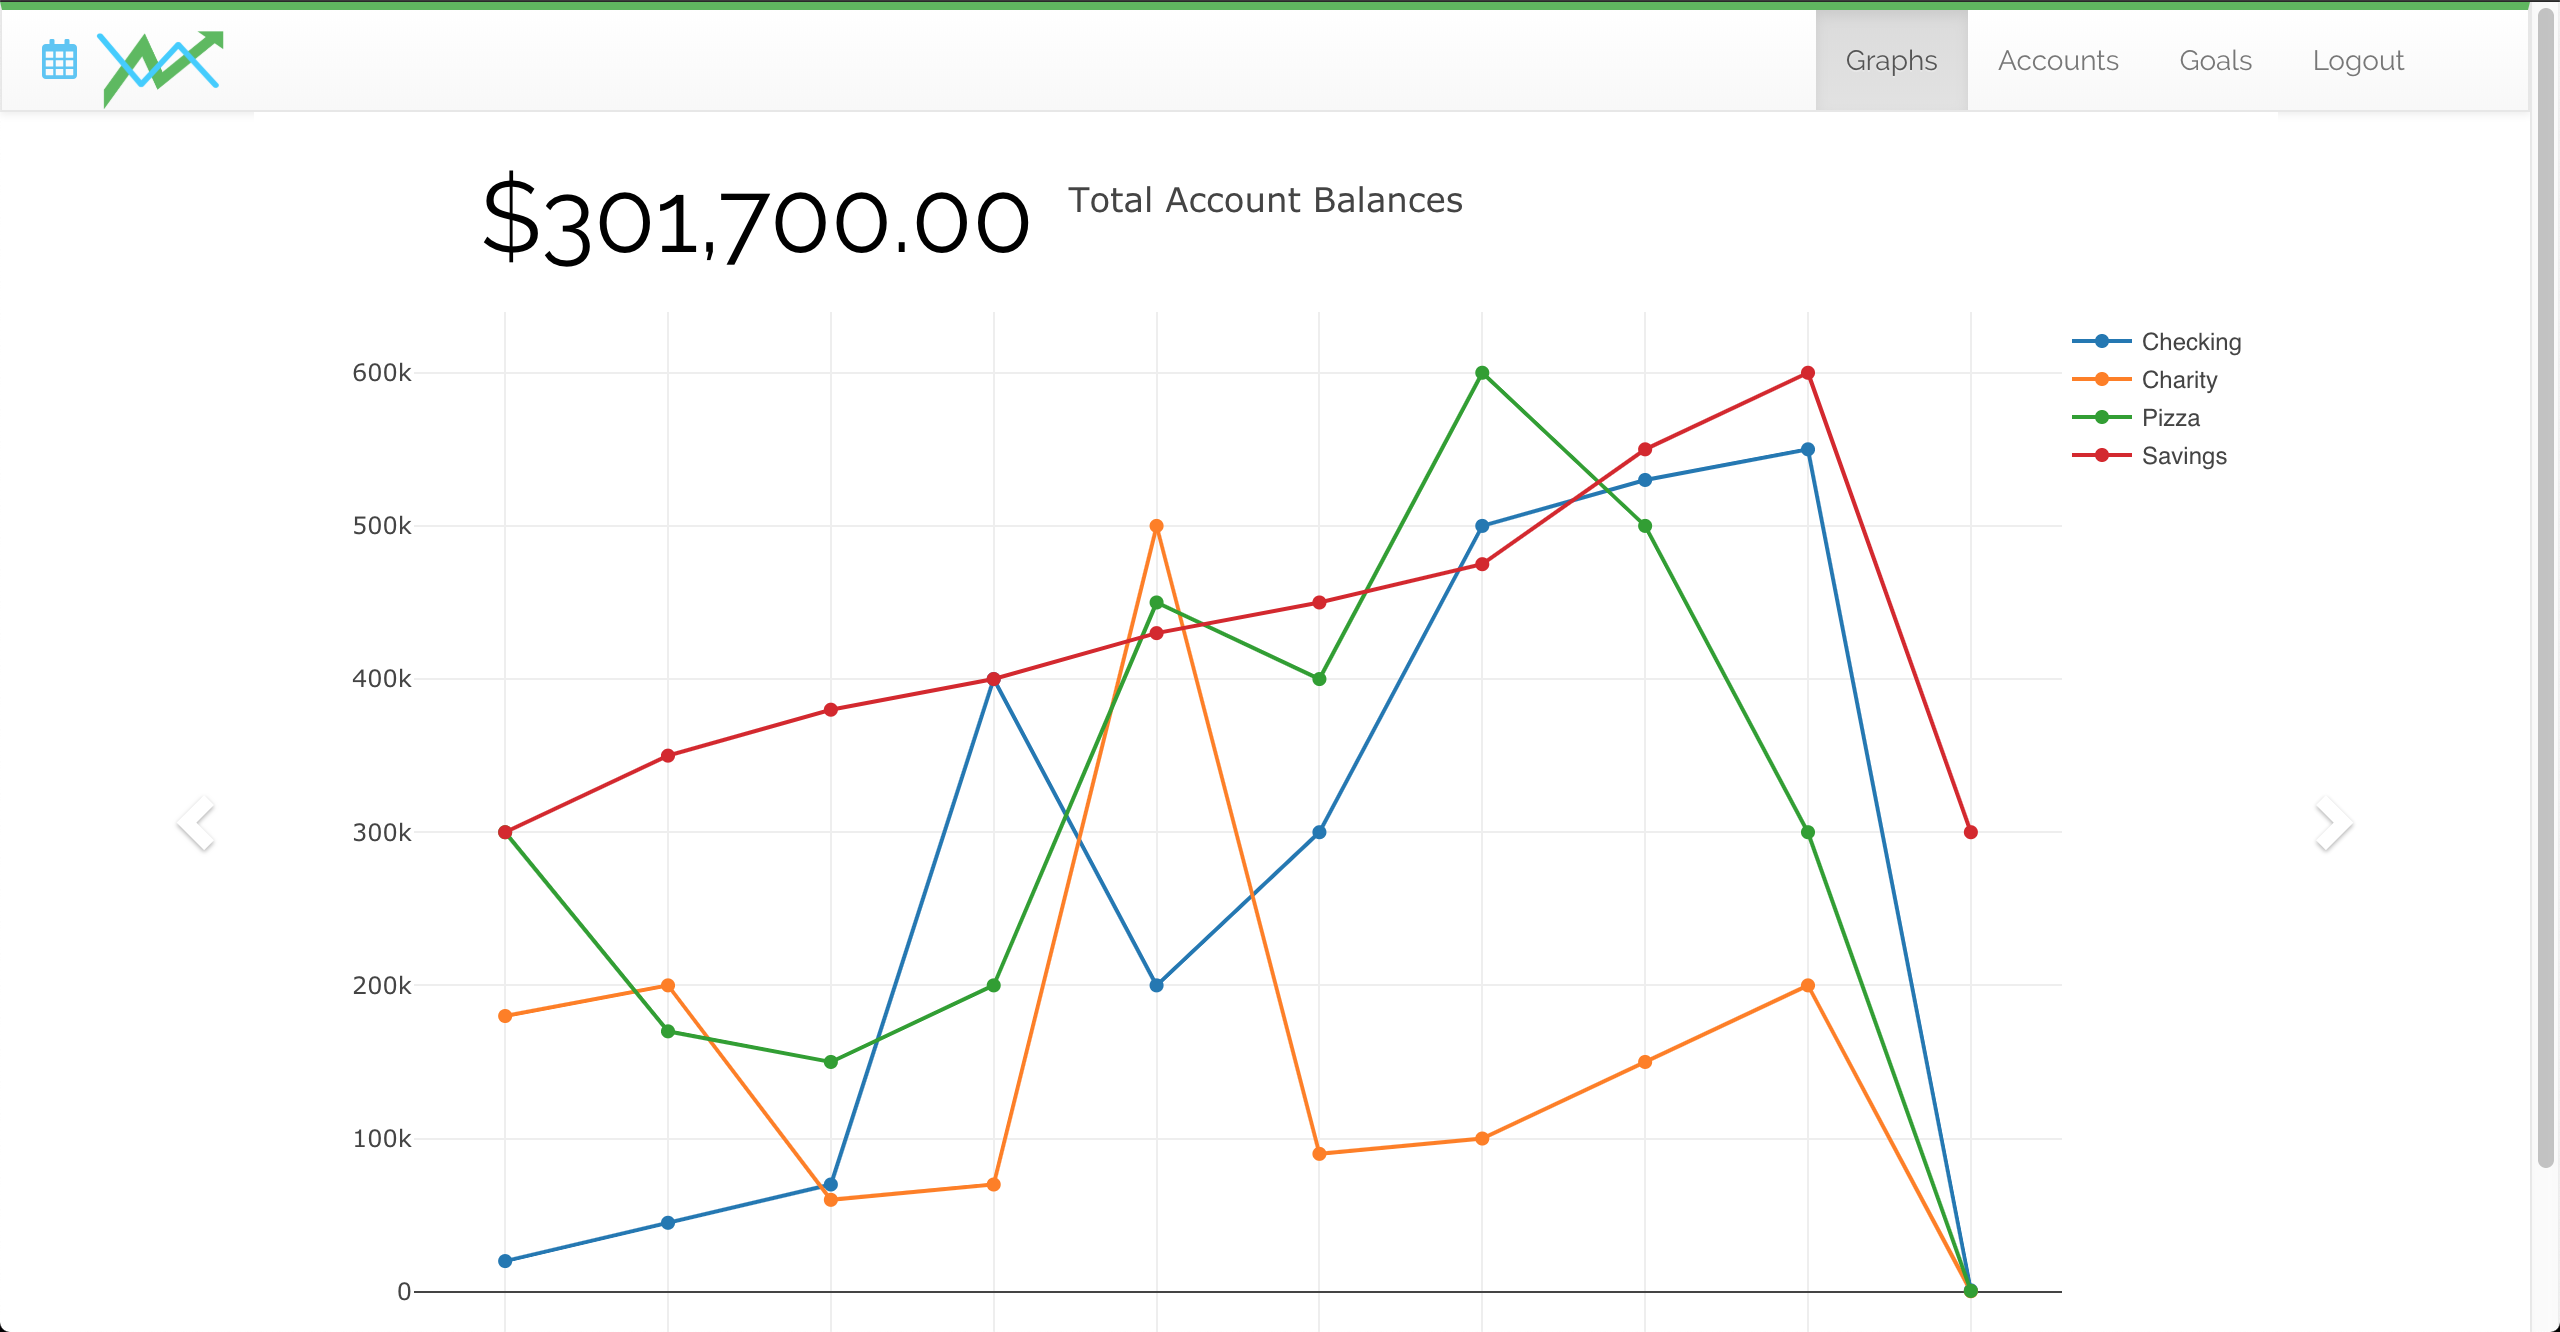 Graphs Accounts Goals Logout
$301,700.00 Total Account Balances
Checking
Charity
Pizza
Savings
600k
500k
400k
300k
200k
100k
0